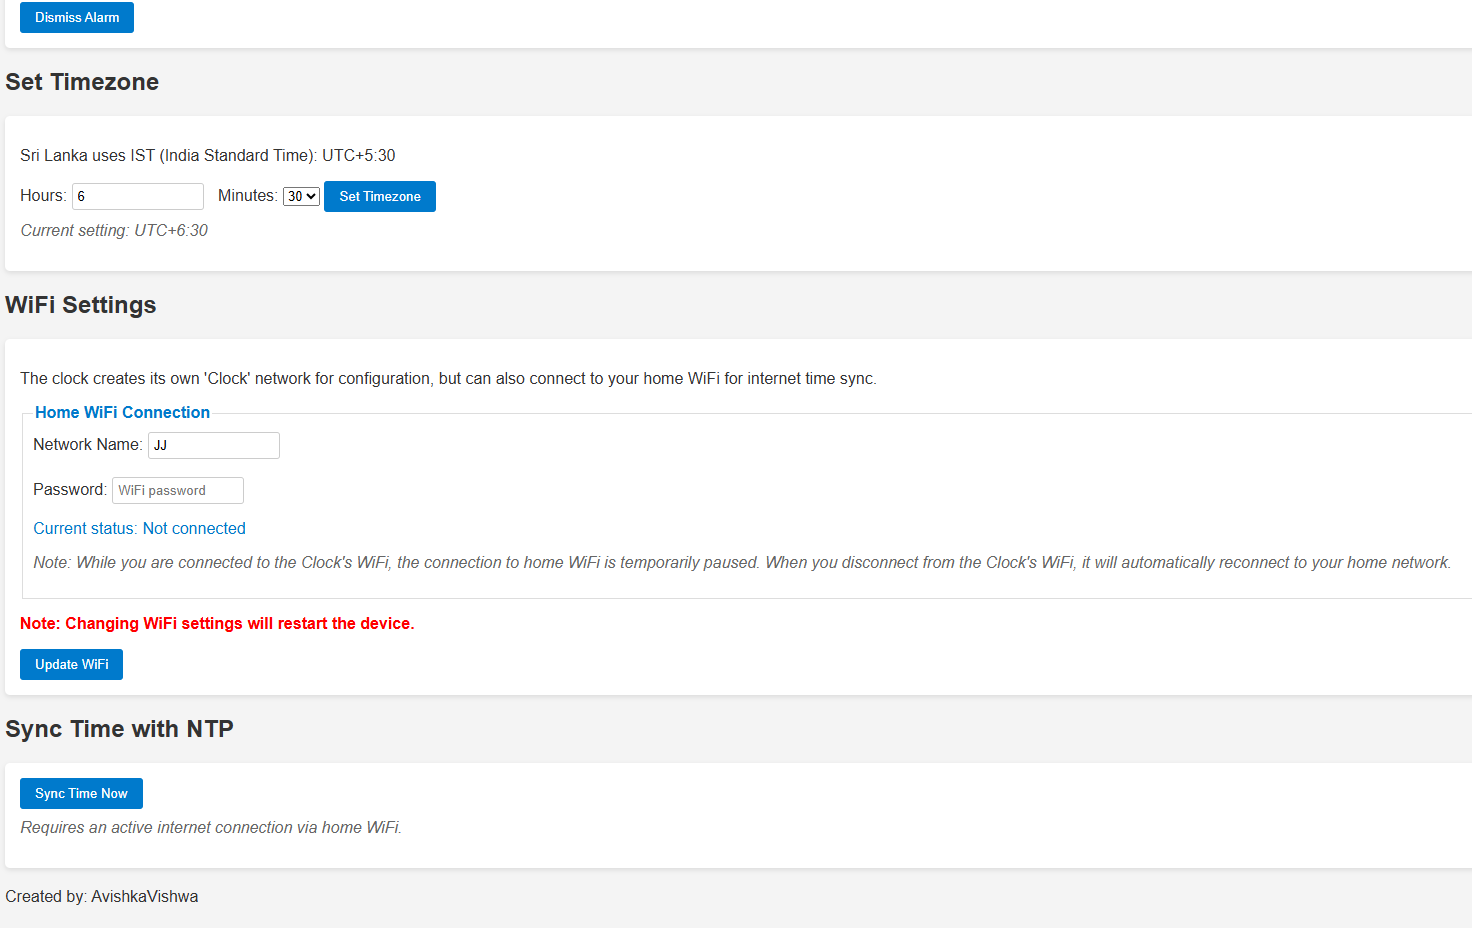 Dismiss Alarm
Set Timezone
Sri Lanka uses IST (India Standard Time): UTC+5:30
Hours: 6 Minutes: 30 Set Timezone
Current setting: UTC+6:30
WiFi Settings
The clock creates its own 'Clock' network for configuration, but can also connect to your home WiFi for internet time sync.
Home WiFi Connection
Network Name: JJ
Password: WiFi password
Current status: Not connected
Note: While you are connected to the Clock's WiFi, the connection to home WiFi is temporarily paused. When you disconnect from the Clock's WiFi, it will automatically reconnect to your home network.
Note: Changing WiFi settings will restart the device.
Update WiFi
Sync Time with NTP
Sync Time Now
Requires an active internet connection via home WiFi.
Created by: AvishkaVishwa